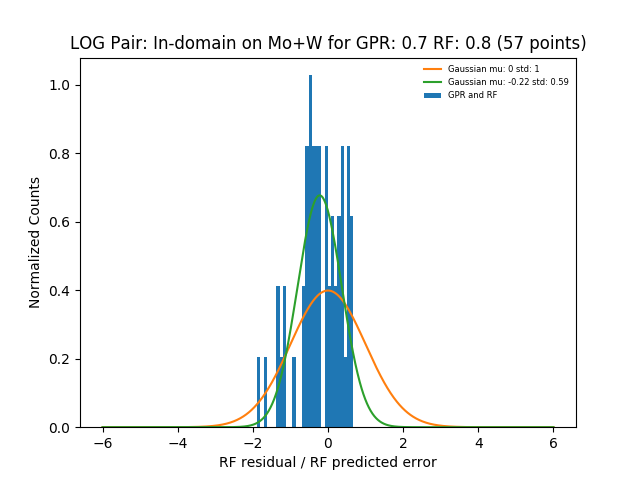 LOG Pair: In-domain on Mo+W for GPR: 0.7 RF: 0.8 (57 points)
Gaussian mu: 0 std: 1
Gaussian mu: -0.22 std: 0.59
GPR and RF
Normalized Counts
1.0
0.8
0.6
0.4
0.2
0.0
−6 −4 −2 0 2 4 6
RF residual / RF predicted error